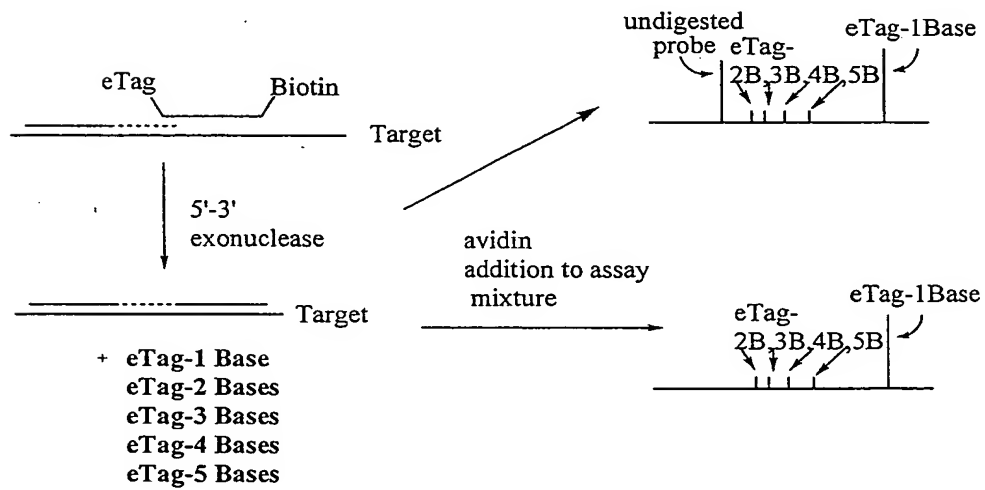 eTag
Biotin
Target
5'-3'
exonuclease
Target
+ eTag-1 Base
eTag-2 Bases
eTag-3 Bases
eTag-4 Bases
eTag-5 Bases
undigested
probe
eTag-
2B,3B,4B,5B
eTag-1Base
avidin
addition to assay
mixture
eTag-
2B,3B,4B,5B
eTag-1Base